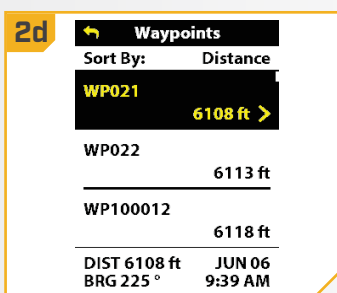 2d
Waypoints
Sort By: Distance
WP021
6108 ft
WP022
6113 ft
WP100012
6118 ft
DIST 6108 ft JUN 06
BRG 225 ° 9:39 AM